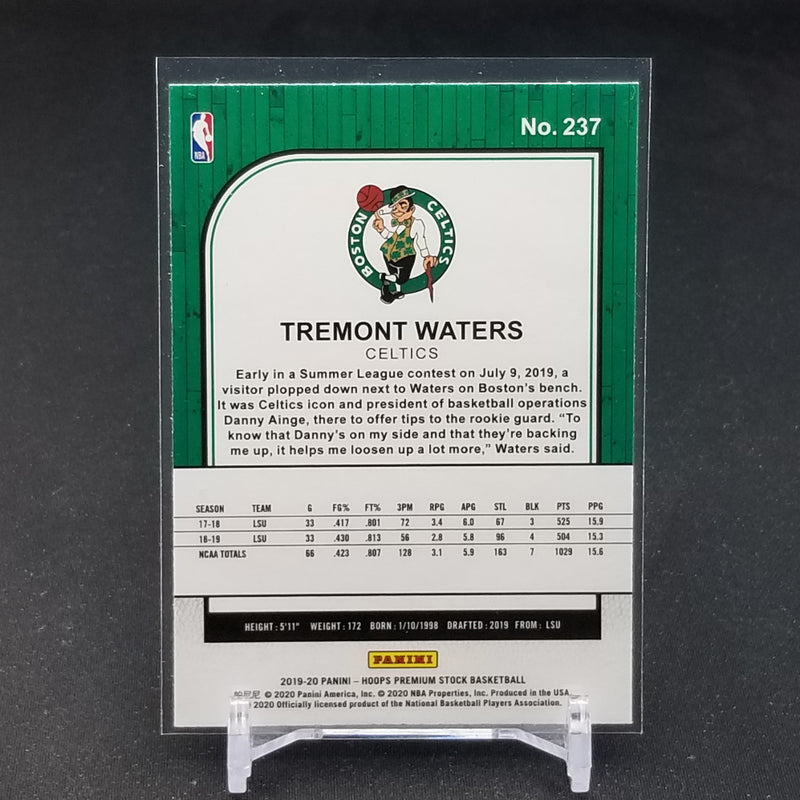 No. 237
NBA
BOSTON CELTICS
TREMONT WATERS
CELTICS
Early in a Summer League contest on July 9, 2019, a
visitor plopped down next to Waters on Boston's bench.
It was Celtics icon and president of basketball operations
Danny Ainge, there to offer tips to the rookie guard. “To
know that Danny's on my side and that they're backing
me up, it helps me loosen up a lot more,” Waters said.
SEASON TEAM G FG% FT% 3PM RPG APG STL BLK PTS PPG
17-18 LSU 33 .417 .801 72 3.4 6.0 67 3 525 15.9
18-19 LSU 33 .430 .813 56 2.8 5.8 96 4 504 15.3
NCAA TOTALS 66 .423 .807 128 3.1 5.9 163 7 1029 15.6
HEIGHT: 5'11" WEIGHT: 172 BORN: 1/10/1998 DRAFTED: 2019 FROM: LSU
PANINI
2019-20 PANINI – HOOPS PREMIUM STOCK BASKETBALL
帕尼尼 © 2020 Panini America, Inc. © 2020 NBA Properties, Inc. Produced in the USA.
2020 Officially licensed product of the National Basketball Players Association.